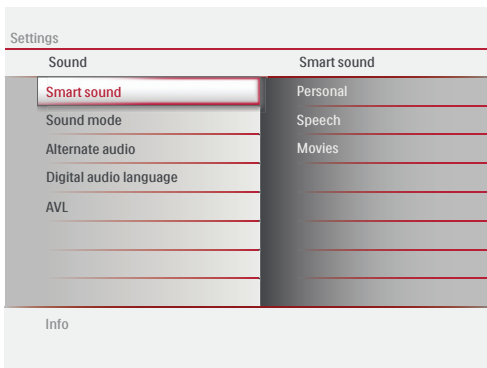 Settings
Sound Smart sound
Smart sound Personal
Sound mode Speech
Alternate audio Movies
Digital audio language
AVL
Info